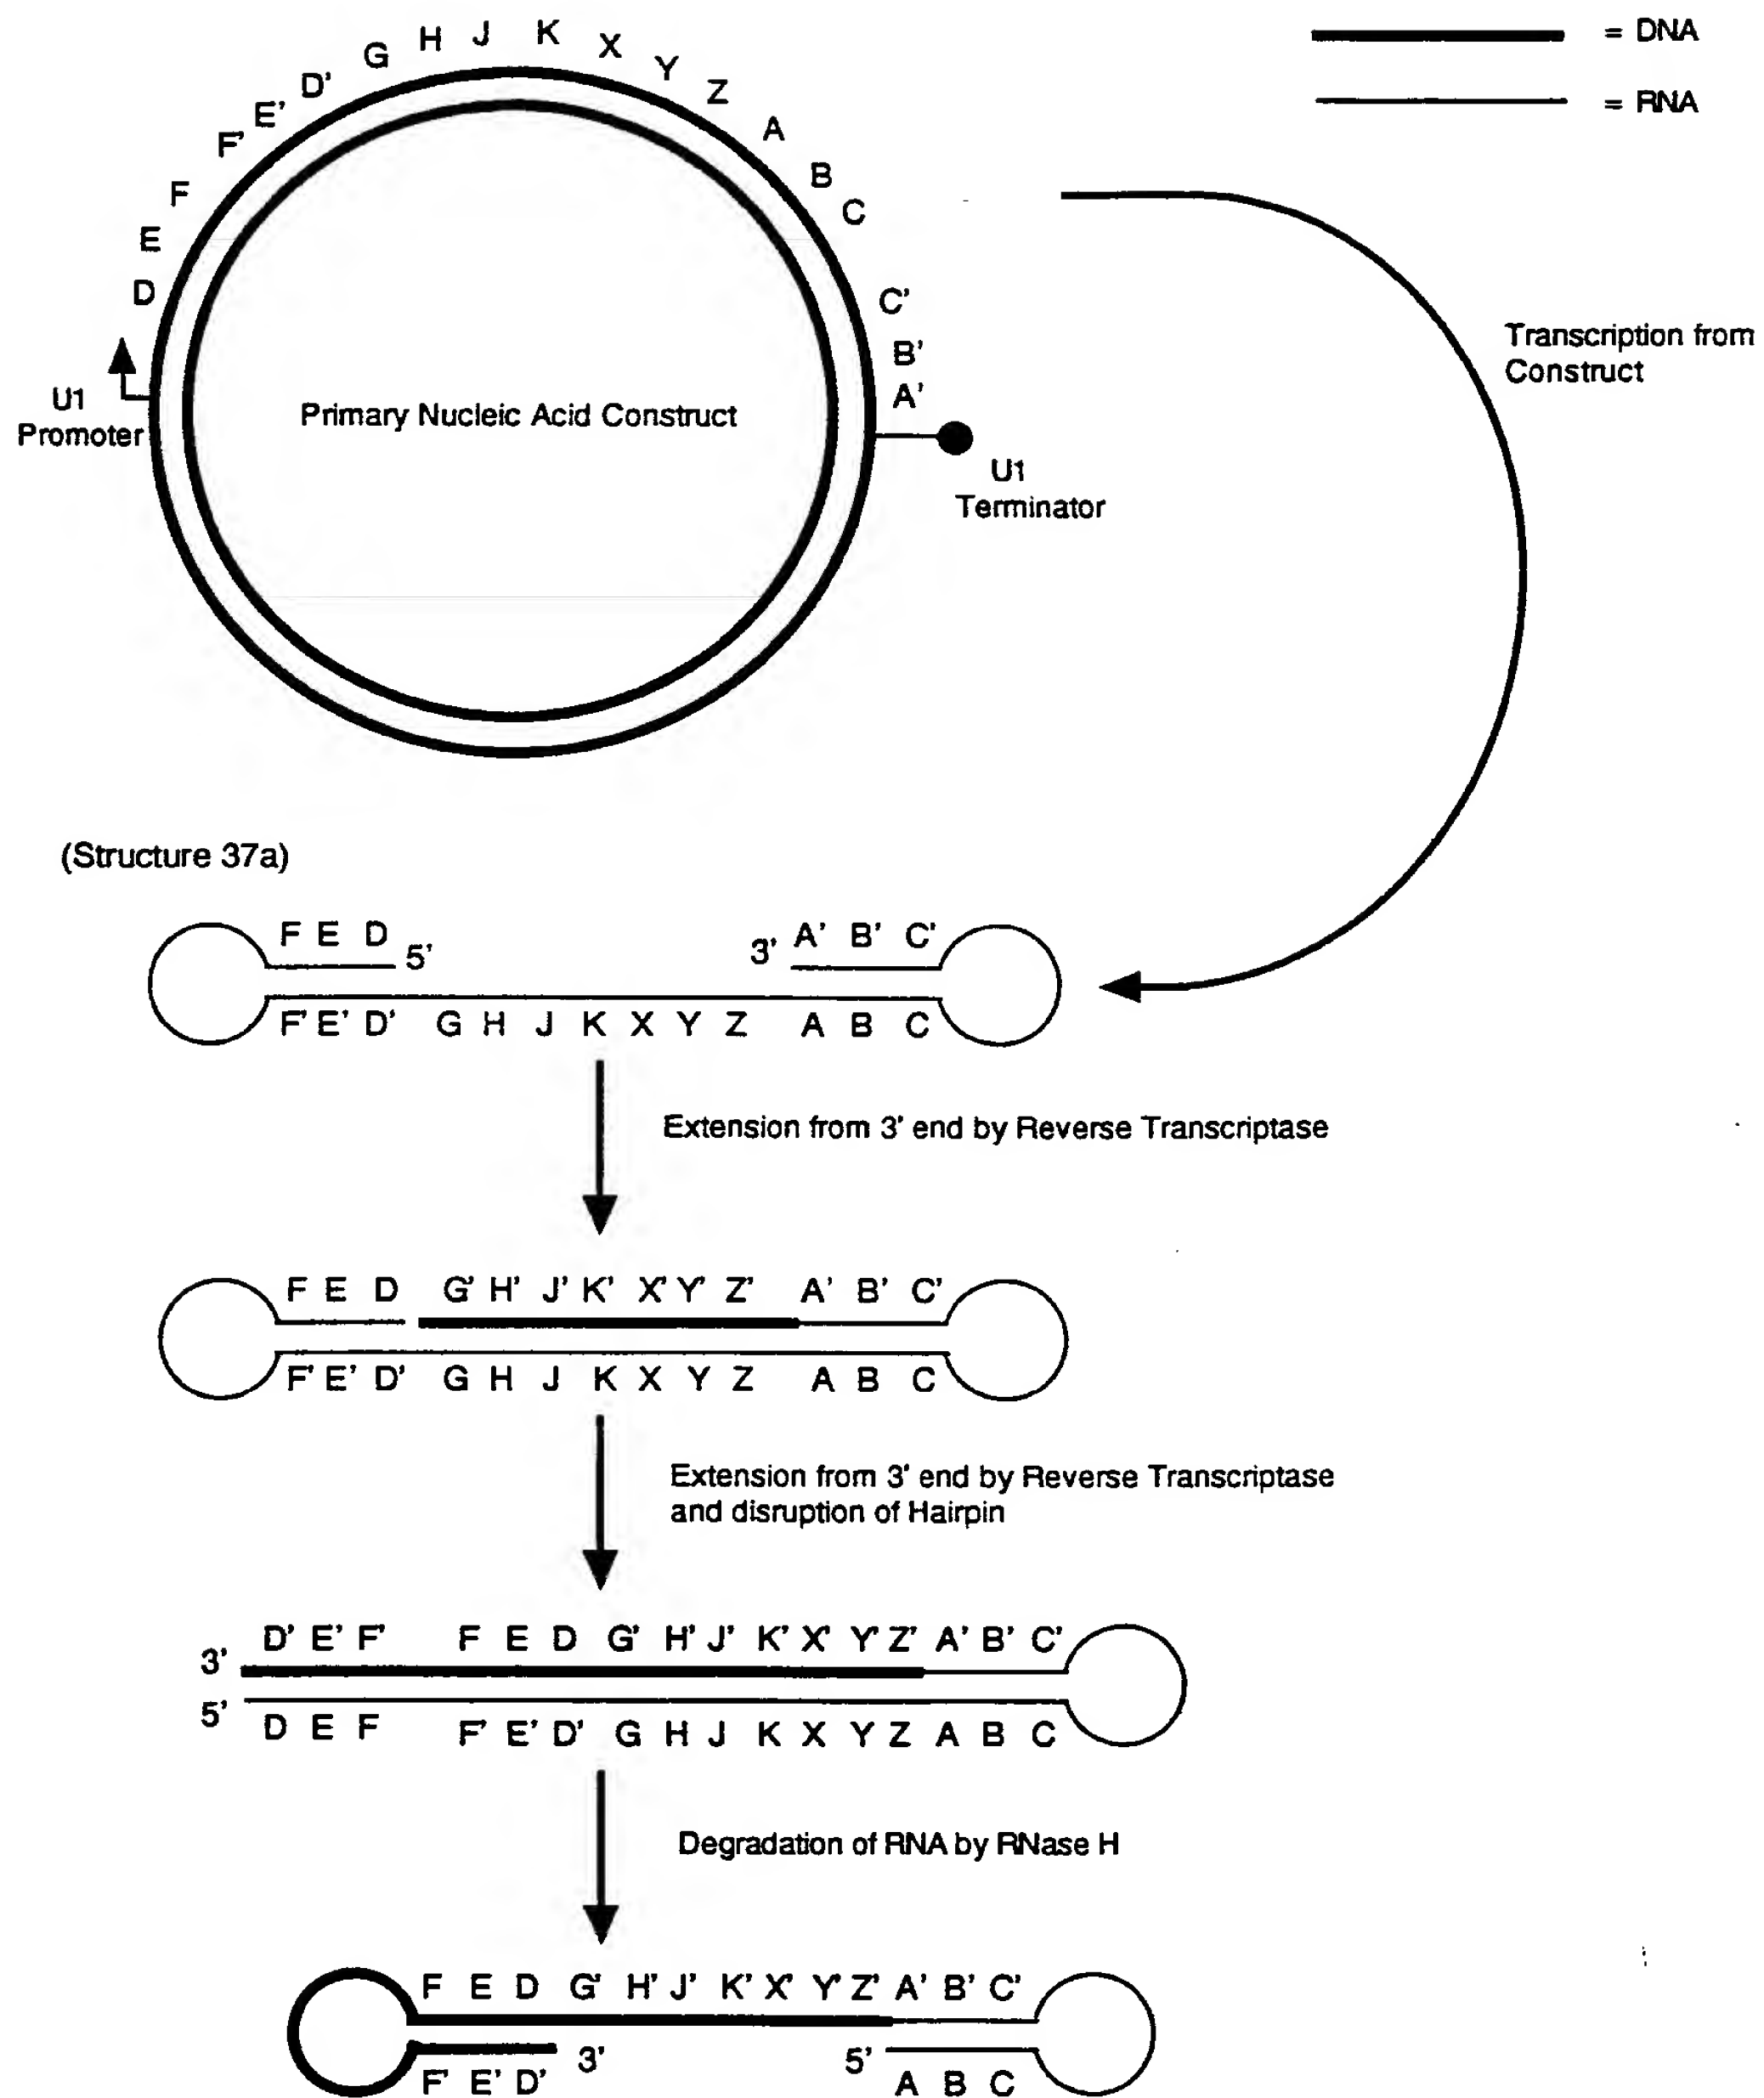 = DNA
= RNA
D E F F' E' D' G H J K X Y Z A B C C' B' A'
U1
Promoter
Primary Nucleic Acid Construct
U1
Terminator
Transcription from
Construct
(Structure 37a)
F E D 5' 3' A' B' C'
F' E' D' G H J K X Y Z A B C
Extension from 3' end by Reverse Transcriptase
F E D G' H' J' K' X' Y' Z' A' B' C'
F' E' D' G H J K X Y Z A B C
Extension from 3' end by Reverse Transcriptase
and disruption of Hairpin
3' D' E' F' F E D G' H' J' K' X' Y' Z' A' B' C'
5' D E F F' E' D' G H J K X Y Z A B C
Degradation of RNA by RNase H
F E D G' H' J' K' X' Y' Z' A' B' C'
F' E' D' 3' 5' A B C